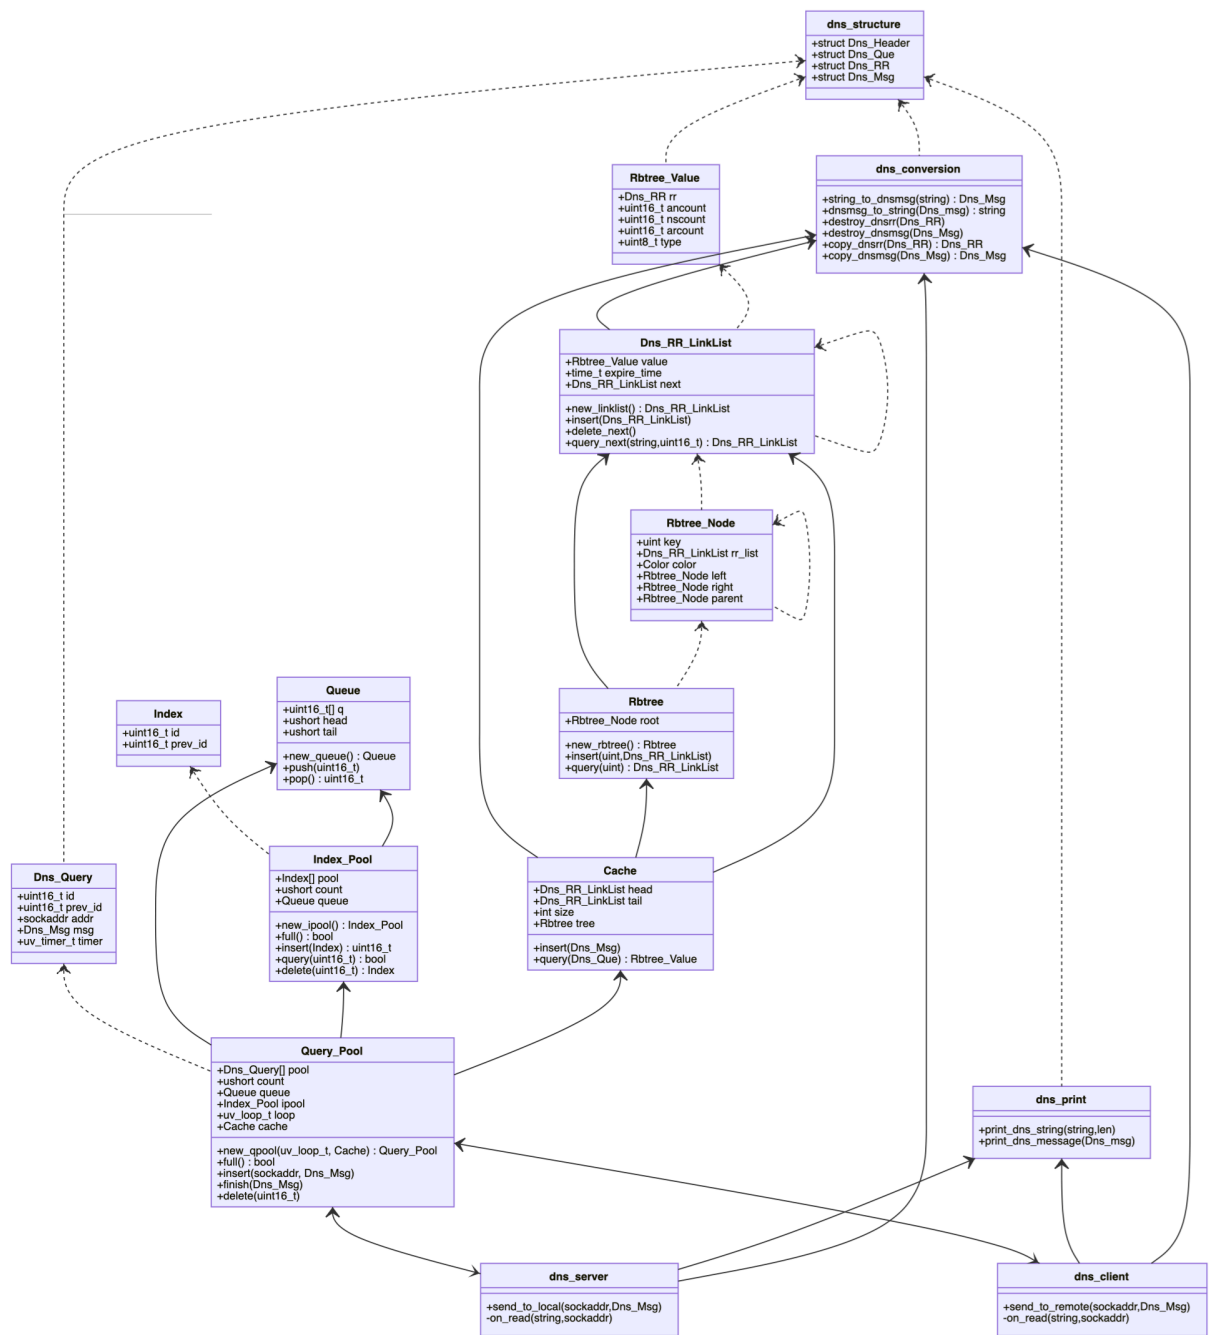 dns_structure
+struct Dns_Header
+struct Dns_Que
+struct Dns_RR
+struct Dns_Msg
Rbtree_Value
+Dns_RR rr
+uint16_t ancount
+uint16_t nscount
+uint16_t arcount
+uint8_t type
dns_conversion
+string_to_dnsmsg(string) : Dns_Msg
+dnsmsg_to_string(Dns_msg) : string
+destroy_dnsrr(Dns_RR)
+destroy_dnsmsg(Dns_Msg)
+copy_dnsrr(Dns_RR) : Dns_RR
+copy_dnsmsg(Dns_Msg) : Dns_Msg
Dns_RR_LinkList
+Rbtree_Value value
+time_t expire_time
+Dns_RR_LinkList next
+new_linklist() : Dns_RR_LinkList
+insert(Dns_RR_LinkList)
+delete_next()
+query_next(string,uint16_t) : Dns_RR_LinkList
Rbtree_Node
+uint key
+Dns_RR_LinkList rr_list
+Color color
+Rbtree_Node left
+Rbtree_Node right
+Rbtree_Node parent
Queue
+uint16_t[] q
+ushort head
+ushort tail
+new_queue() : Queue
+push(uint16_t)
+pop() : uint16_t
Index
+uint16_t id
+uint16_t prev_id
Rbtree
+Rbtree_Node root
+new_rbtree() : Rbtree
+insert(uint,Dns_RR_LinkList)
+query(uint) : Dns_RR_LinkList
Dns_Query
+uint16_t id
+uint16_t prev_id
+sockaddr addr
+Dns_Msg msg
+uv_timer_t timer
Index_Pool
+Index[] pool
+ushort count
+Queue queue
+new_ipool() : Index_Pool
+full() : bool
+insert(Index) : uint16_t
+query(uint16_t) : bool
+delete(uint16_t) : Index
Cache
+Dns_RR_LinkList head
+Dns_RR_LinkList tail
+int size
+Rbtree tree
+insert(Dns_Msg)
+query(Dns_Que) : Rbtree_Value
Query_Pool
+Dns_Query[] pool
+ushort count
+Queue queue
+Index_Pool ipool
+uv_loop_t loop
+Cache cache
+new_qpool(uv_loop_t, Cache) : Query_Pool
+full() : bool
+insert(sockaddr, Dns_Msg)
+finish(Dns_Msg)
+delete(uint16_t)
dns_print
+print_dns_string(string,len)
+print_dns_message(Dns_msg)
dns_server
+send_to_local(sockaddr,Dns_Msg)
-on_read(string,sockaddr)
dns_client
+send_to_remote(sockaddr,Dns_Msg)
-on_read(string,sockaddr)